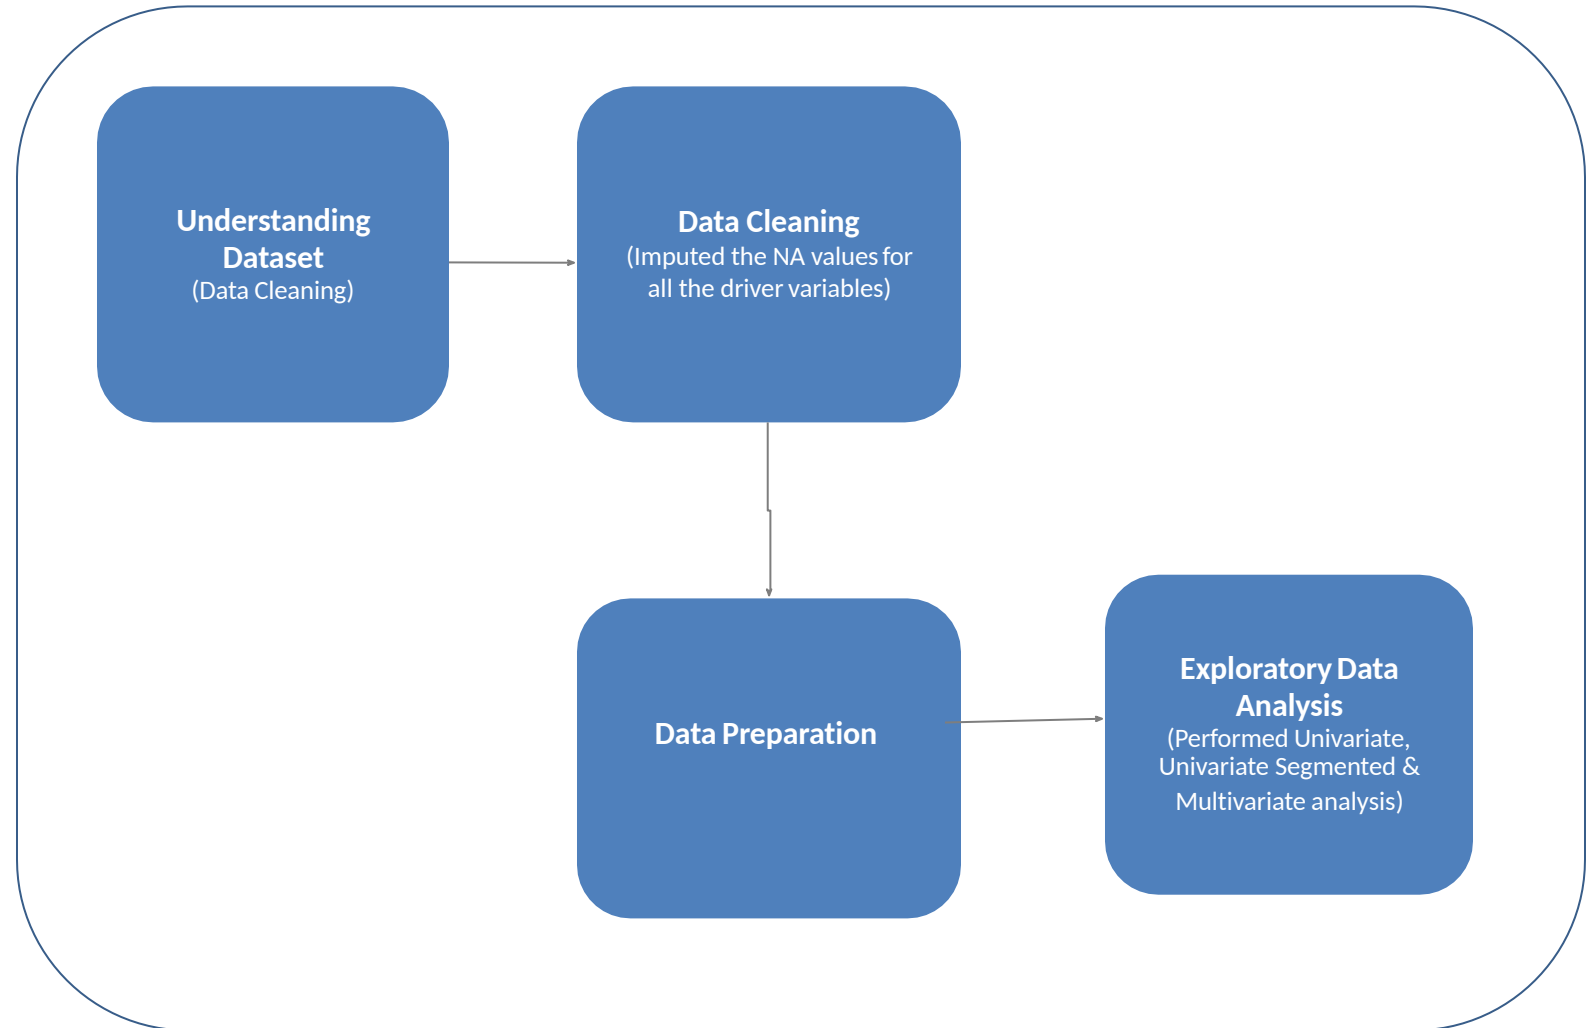 Understanding
Dataset
(Data Cleaning)
Data Cleaning
(Imputed the NA values for
all the driver variables)
Data Preparation
Exploratory Data
Analysis
(Performed Univariate,
Univariate Segmented &
Multivariate analysis)